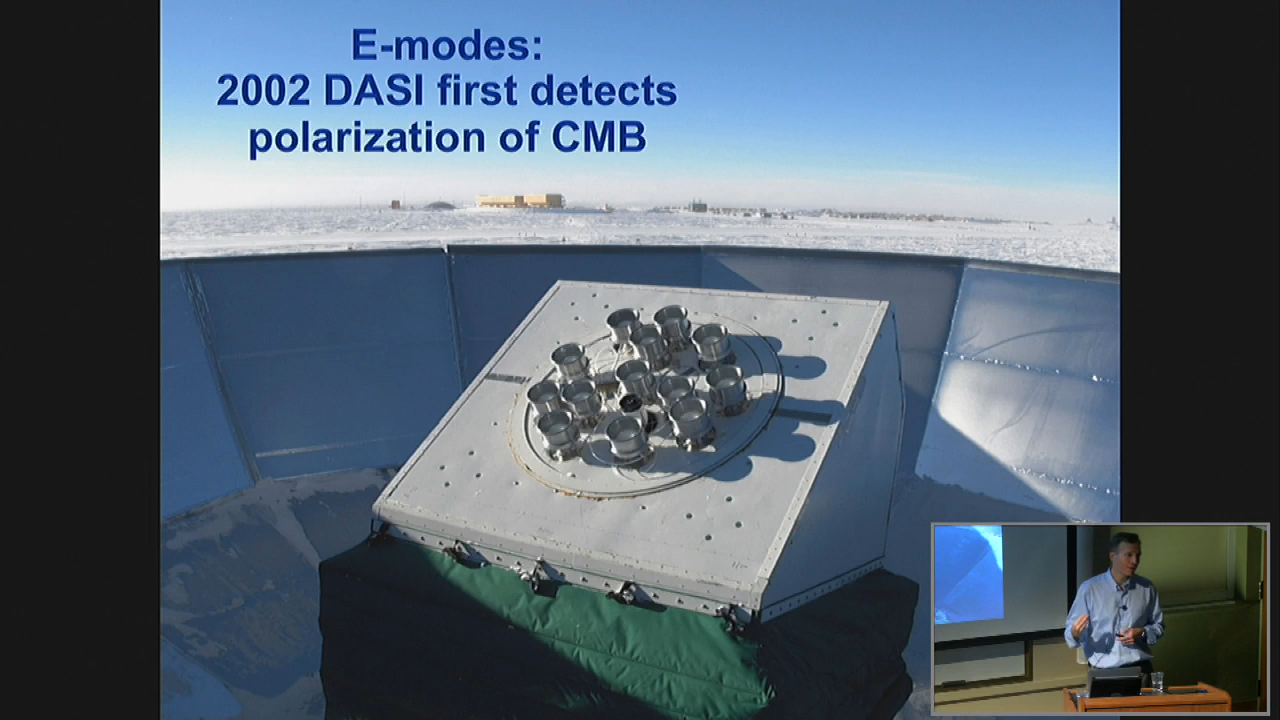 E-modes:
2002 DASI first detects
polarization of CMB